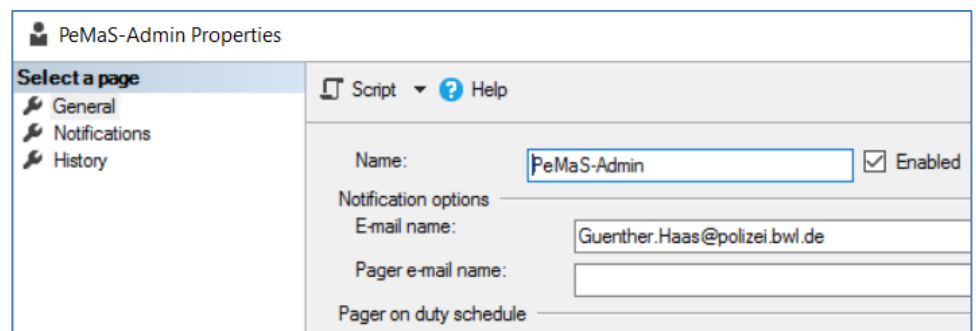 PeMaS-Admin Properties
Select a page
General
Notifications
History
Script
Help
Name:
PeMaS-Admin
Enabled
Notification options
E-mail name:
Guenther.Haas@polizei.bwl.de
Pager e-mail name:
Pager on duty schedule